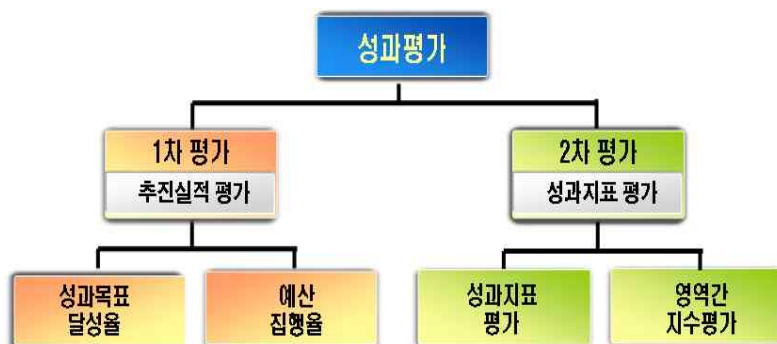 성과평가
1차 평가
추진실적 평가
2차 평가
성과지표 평가
성과목표
달성율
예산
집행율
성과지표
평가
영역간
지수평가